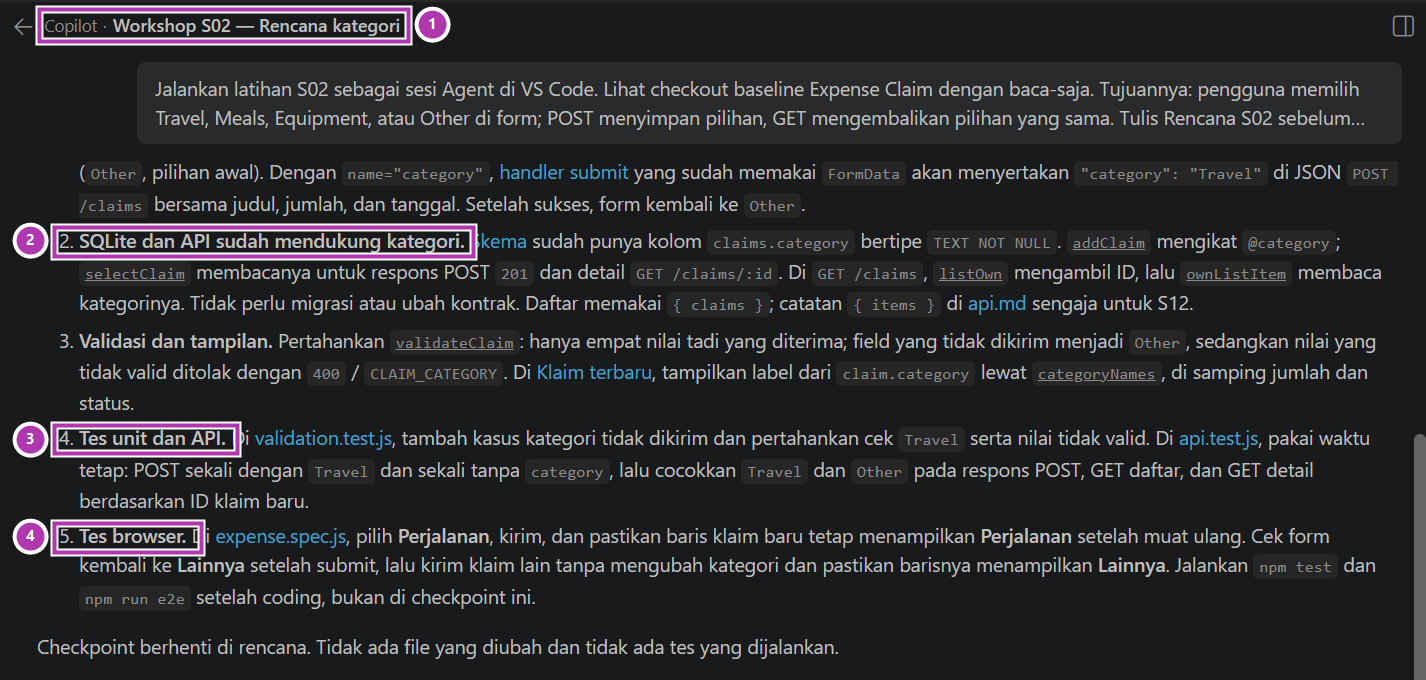 Copilot · Workshop S02 — Rencana kategori
1
Jalankan latihan S02 sebagai sesi Agent di VS Code. Lihat checkout baseline Expense Claim dengan baca-saja. Tujuannya: pengguna memilih
Travel, Meals, Equipment, atau Other di form; POST menyimpan pilihan, GET mengembalikan pilihan yang sama. Tulis Rencana S02 sebelum...
(Other, pilihan awal). Dengan name="category", handler submit yang sudah memakai FormData akan menyertakan "category": "Travel" di JSON POST
/claims bersama judul, jumlah, dan tanggal. Setelah sukses, form kembali ke Other.
2
2. SQLite dan API sudah mendukung kategori. Skema sudah punya kolom claims.category bertipe TEXT NOT NULL. addClaim mengikat @category;
selectClaim membacanya untuk respons POST 201 dan detail GET /claims/:id. Di GET /claims, listOwn mengambil ID, lalu ownListItem membaca
kategorinya. Tidak perlu migrasi atau ubah kontrak. Daftar memakai { claims }; catatan { items } di api.md sengaja untuk S12.
3. Validasi dan tampilan. Pertahankan validateClaim: hanya empat nilai tadi yang diterima; field yang tidak dikirim menjadi Other, sedangkan nilai yang
tidak valid ditolak dengan 400 / CLAIM_CATEGORY. Di Klaim terbaru, tampilkan label dari claim.category lewat categoryNames, di samping jumlah dan
status.
3
4. Tes unit dan API. Di validation.test.js, tambah kasus kategori tidak dikirim dan pertahankan cek Travel serta nilai tidak valid. Di api.test.js, pakai waktu
tetap: POST sekali dengan Travel dan sekali tanpa category, lalu cocokkan Travel dan Other pada respons POST, GET daftar, dan GET detail
berdasarkan ID klaim baru.
4
5. Tes browser. Di expense.spec.js, pilih Perjalanan, kirim, dan pastikan baris klaim baru tetap menampilkan Perjalanan setelah muat ulang. Cek form
kembali ke Lainnya setelah submit, lalu kirim klaim lain tanpa mengubah kategori dan pastikan barisnya menampilkan Lainnya. Jalankan npm test dan
npm run e2e setelah coding, bukan di checkpoint ini.
Checkpoint berhenti di rencana. Tidak ada file yang diubah dan tidak ada tes yang dijalankan.